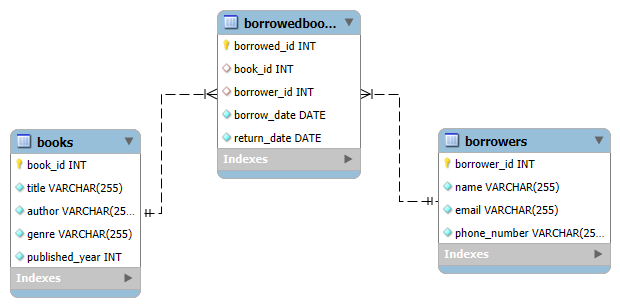 borrowedboo...
borrowed_id INT
book_id INT
borrower_id INT
borrow_date DATE
return_date DATE
Indexes
books
book_id INT
title VARCHAR(255)
author VARCHAR(25...
genre VARCHAR(255)
published_year INT
Indexes
borrowers
borrower_id INT
name VARCHAR(255)
email VARCHAR(255)
phone_number VARCHAR(25...
Indexes